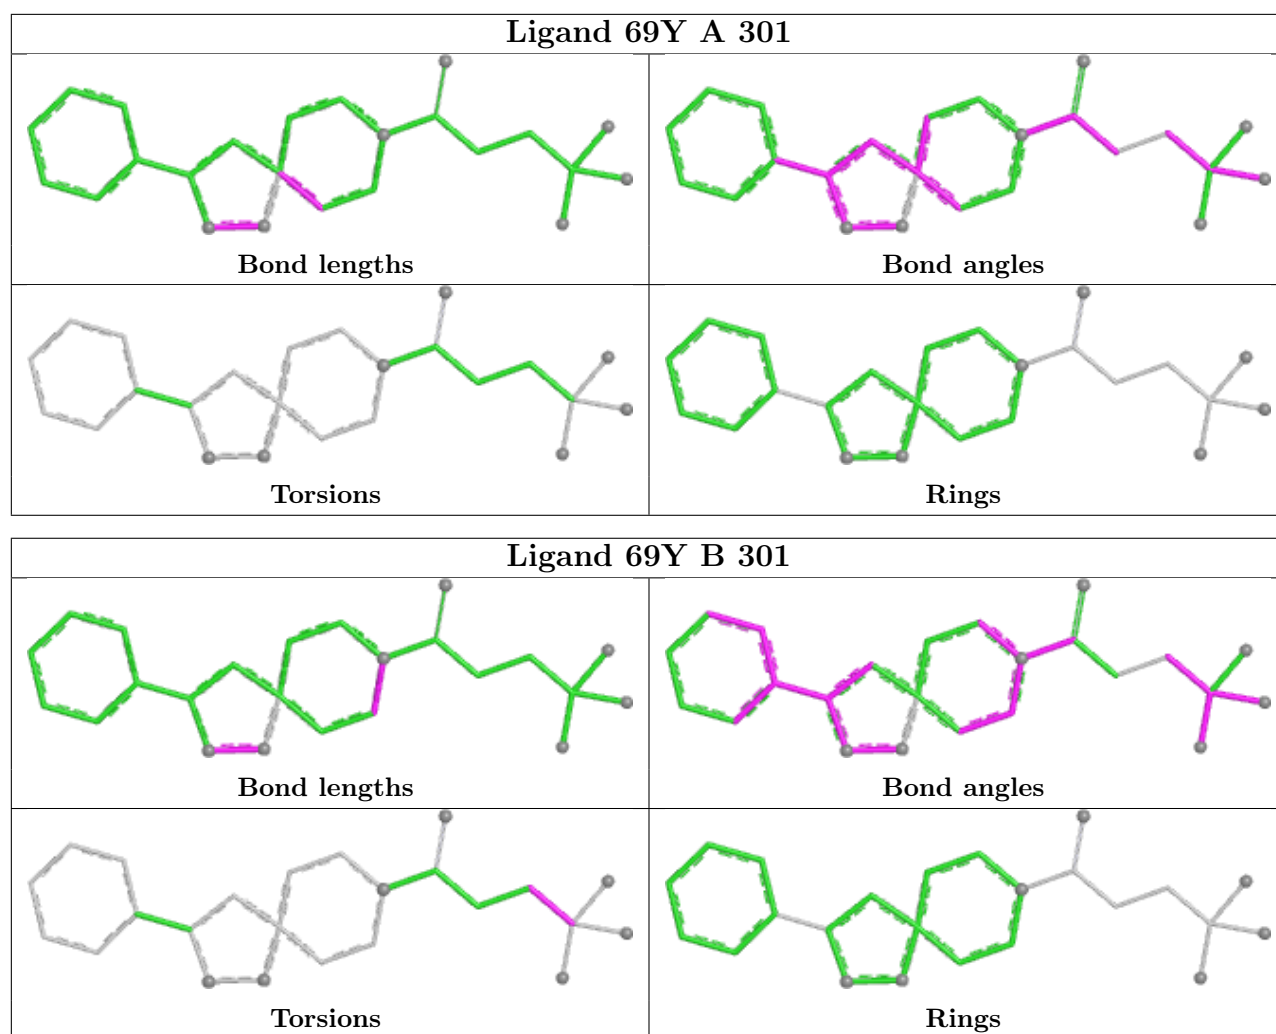 Ligand 69Y A 301
Bond lengths
Bond angles
Torsions
Rings
Ligand 69Y B 301
Bond lengths
Bond angles
Torsions
Rings